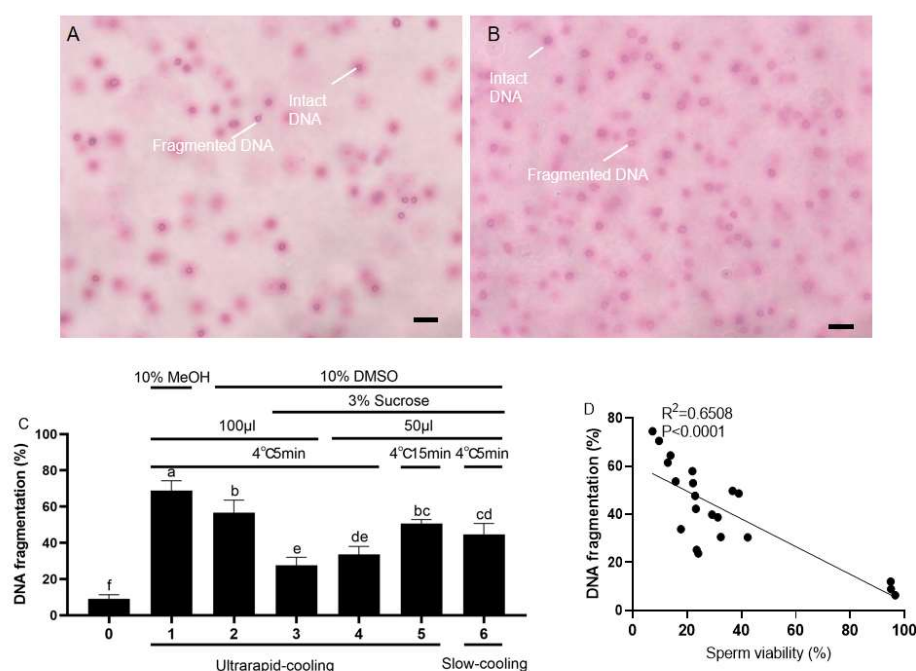 A
Intact
DNA
Fragmented DNA
B
Intact
DNA
Fragmented DNA
10% MeOH
10% DMSO
3% Sucrose
100μl
50μl
4℃5min
4℃15min
4℃5min
C
DNA fragmentation (%)
100
80
60
40
20
0
f
a
b
e
de
bc
cd
0
1
2
3
4
5
6
Ultrarapid-cooling
Slow-cooling
D
R²=0.6508
P<0.0001
DNA fragmentation (%)
80
60
40
20
0
0
20
40
60
80
100
Sperm viability (%)